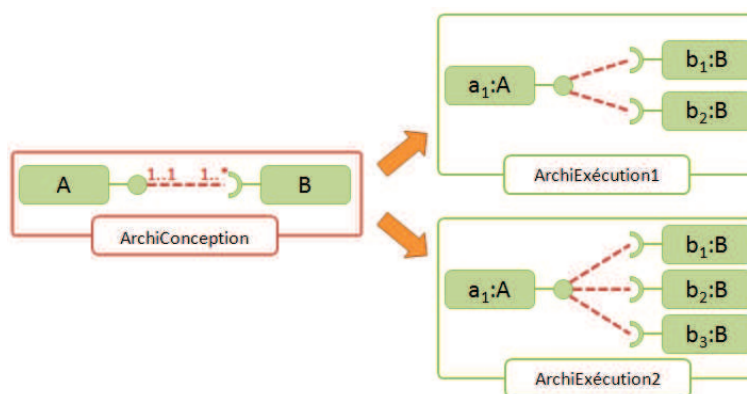 A
1..1
1..*
B
ArchiConception
a₁:A
b₁:B
b₂:B
ArchiExécution1
a₁:A
b₁:B
b₂:B
b₃:B
ArchiExécution2